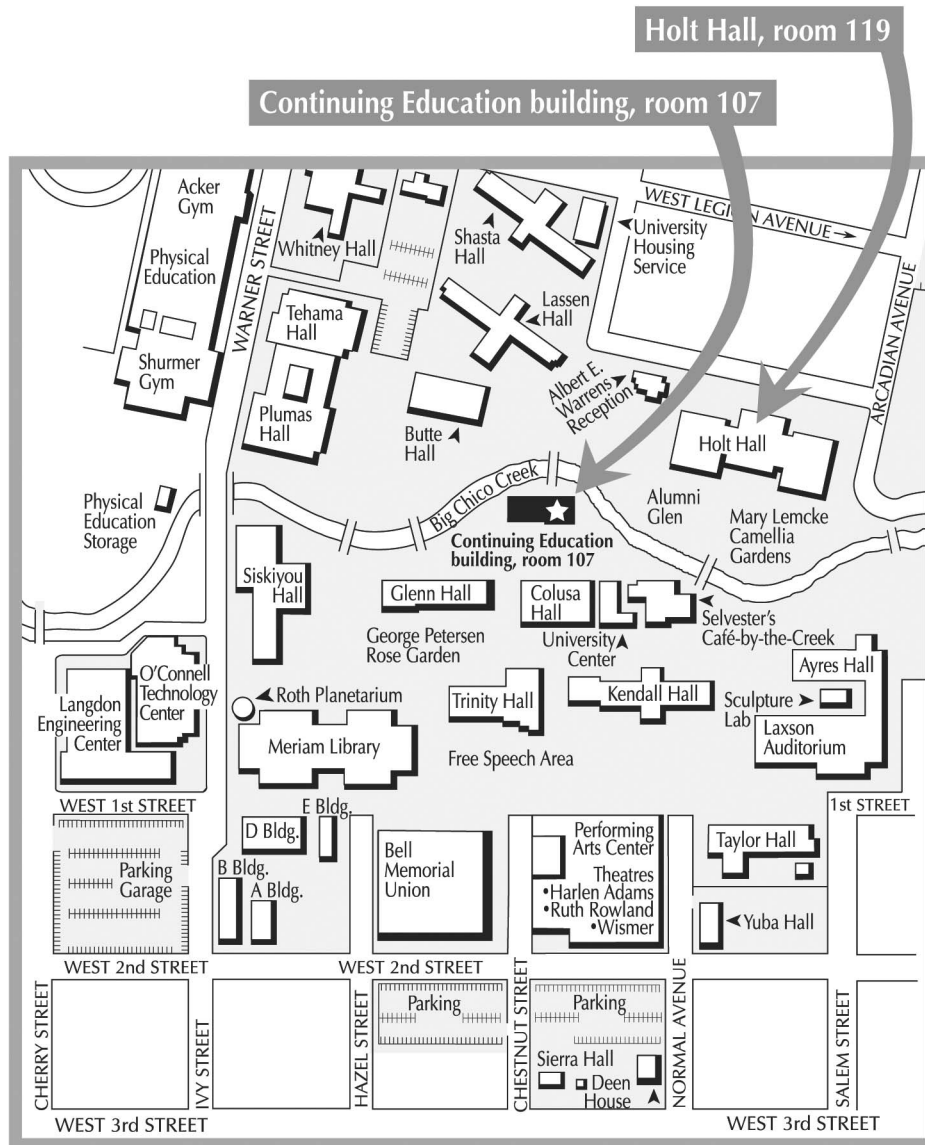 Holt Hall, room 119
Continuing Education building, room 107
Acker
Gym
Physical
Education
Shurmer
Gym
WARNER STREET
Whitney Hall
Shasta
Hall
University
Housing
Service
WEST LEGION AVENUE
ARCADIAN AVENUE
Tehama
Hall
Plumas
Hall
Lassen
Hall
Butte
Hall
Albert E.
Warrens
Reception
Holt Hall
Physical
Education
Storage
Big Chico Creek
Alumni
Glen
Mary Lemcke
Camellia
Gardens
Continuing Education
building, room 107
Siskiyou
Hall
Glenn Hall
George Petersen
Rose Garden
Colusa
Hall
University
Center
Selvester's
Café-by-the-Creek
O'Connell
Technology
Center
Langdon
Engineering
Center
Roth Planetarium
Meriam Library
Trinity Hall
Free Speech Area
Kendall Hall
Ayres Hall
Sculpture
Lab
Laxson
Auditorium
WEST 1st STREET
1st STREET
Parking
Garage
D Bldg.
E Bldg.
B Bldg.
A Bldg.
Bell
Memorial
Union
Performing
Arts Center
Theatres
•Harlen Adams
•Ruth Rowland
•Wismer
Taylor Hall
Yuba Hall
WEST 2nd STREET
WEST 2nd STREET
CHERRY STREET
IVY STREET
HAZEL STREET
Parking
CHESTNUT STREET
Parking
Sierra Hall
Deen
House
NORMAL AVENUE
SALEM STREET
WEST 3rd STREET
WEST 3rd STREET